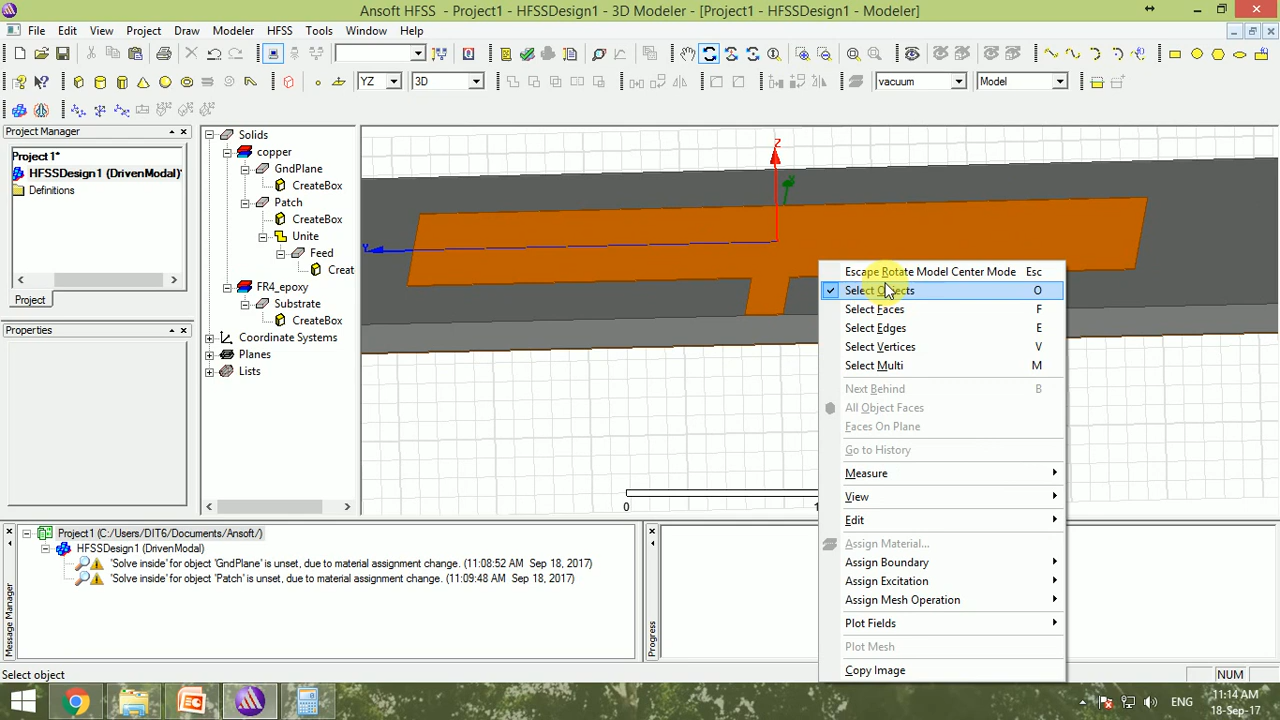 Ansoft HFSS - Project1 - HFSSDesign1 - 3D Modeler - [Project1 - HFSSDesign1 - Modeler]
File Edit View Project Draw Modeler HFSS Tools Window Help
YZ 3D vacuum Model
Project Manager
Project1*
HFSSDesign1 (DrivenModal)*
Definitions
Project
Properties
Solids
copper
GndPlane
CreateBox
Patch
CreateBox
Unite
Feed
Creat
FR4_epoxy
Substrate
CreateBox
Coordinate Systems
Planes
Lists
Z
Y
0
1
Escape Rotate Model Center Mode Esc
Select Objects O
Select Faces F
Select Edges E
Select Vertices V
Select Multi M
Next Behind B
All Object Faces
Faces On Plane
Go to History
Measure
View
Edit
Assign Material...
Assign Boundary
Assign Excitation
Assign Mesh Operation
Plot Fields
Plot Mesh
Copy Image
Message Manager
Project1 (C:/Users/DIT6/Documents/Ansoft/)
HFSSDesign1 (DrivenModal)
'Solve inside' for object 'GndPlane' is unset, due to material assignment change. (11:08:52 AM Sep 18, 2017)
'Solve inside' for object 'Patch' is unset, due to material assignment change. (11:09:48 AM Sep 18, 2017)
Progress
Select object
NUM
ENG
11:14 AM
18-Sep-17